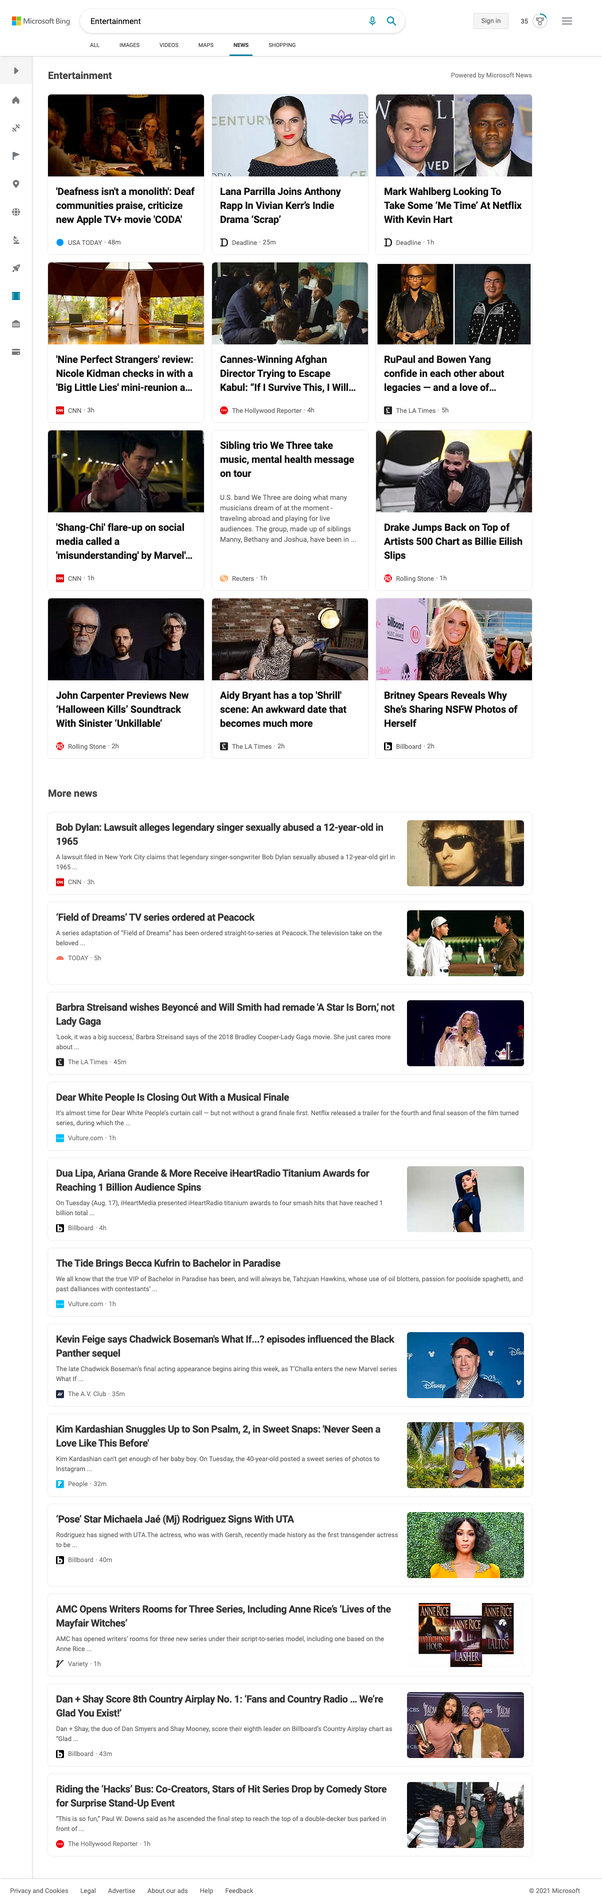 Microsoft Bing
Entertainment
Sign in
35
ALL
IMAGES
VIDEOS
MAPS
NEWS
SHOPPING
Entertainment
Powered by Microsoft News
'Deafness isn't a monolith': Deaf
communities praise, criticize
new Apple TV+ movie 'CODA'
USA TODAY · 48m
CENTURY
Lana Parrilla Joins Anthony
Rapp In Vivian Kerr's Indie
Drama 'Scrap'
Deadline · 25m
Mark Wahlberg Looking To
Take Some 'Me Time' At Netflix
With Kevin Hart
Deadline · 1h
'Nine Perfect Strangers' review:
Nicole Kidman checks in with a
'Big Little Lies' mini-reunion a...
CNN · 3h
Cannes-Winning Afghan
Director Trying to Escape
Kabul: "If I Survive This, I Will...
The Hollywood Reporter · 4h
RuPaul and Bowen Yang
confide in each other about
legacies — and a love of...
The LA Times · 5h
'Shang-Chi' flare-up on social
media called a
'misunderstanding' by Marvel'...
CNN · 1h
Sibling trio We Three take
music, mental health message
on tour
U.S. band We Three are doing what many
musicians dream of at the moment -
traveling abroad and playing for live
audiences. The group, made up of siblings
Manny, Bethany and Joshua, have been in ...
Reuters · 1h
Drake Jumps Back on Top of
Artists 500 Chart as Billie Eilish
Slips
Rolling Stone · 1h
John Carpenter Previews New
'Halloween Kills' Soundtrack
With Sinister 'Unkillable'
Rolling Stone · 2h
Aidy Bryant has a top 'Shrill'
scene: An awkward date that
becomes much more
The LA Times · 2h
billboard
Britney Spears Reveals Why
She's Sharing NSFW Photos of
Herself
Billboard · 2h
More news
Bob Dylan: Lawsuit alleges legendary singer sexually abused a 12-year-old in
1965
A lawsuit filed in New York City claims that legendary singer-songwriter Bob Dylan sexually abused a 12-year-old girl in
1965 ...
CNN · 3h
'Field of Dreams' TV series ordered at Peacock
A series adaptation of "Field of Dreams" has been ordered straight-to-series at Peacock.The television take on the
beloved ...
TODAY · 5h
Barbra Streisand wishes Beyoncé and Will Smith had remade 'A Star Is Born,' not
Lady Gaga
'Look, it was a big success,' Barbra Streisand says of the 2018 Bradley Cooper-Lady Gaga movie. She just cares more
about ...
The LA Times · 45m
Dear White People Is Closing Out With a Musical Finale
It's almost time for Dear White People's curtain call — but not without a grand finale first. Netflix released a trailer for the fourth and final season of the film turned
series, during which the ...
Vulture.com · 1h
Dua Lipa, Ariana Grande & More Receive iHeartRadio Titanium Awards for
Reaching 1 Billion Audience Spins
On Tuesday (Aug. 17), iHeartMedia presented iHeartRadio titanium awards to four smash hits that have reached 1
billion total ...
Billboard · 4h
The Tide Brings Becca Kufrin to Bachelor in Paradise
We all know that the true VIP of Bachelor in Paradise has been, and will always be, Tahzjuan Hawkins, whose use of oil blotters, passion for poolside spaghetti, and
past dalliances with contestants' ...
Vulture.com · 1h
Kevin Feige says Chadwick Boseman's What If...? episodes influenced the Black
Panther sequel
The late Chadwick Boseman's final acting appearance begins airing this week, as T'Challa enters the new Marvel series
What If ...
The A.V. Club · 35m
Disney
D23
Kim Kardashian Snuggles Up to Son Psalm, 2, in Sweet Snaps: 'Never Seen a
Love Like This Before'
Kim Kardashian can't get enough of her baby boy. On Tuesday, the 40-year-old posted a sweet series of photos to
Instagram ...
People · 32m
'Pose' Star Michaela Jaé (Mj) Rodriguez Signs With UTA
Rodriguez has signed with UTA.The actress, who was with Gersh, recently made history as the first transgender actress
to be ...
Billboard · 40m
AMC Opens Writers Rooms for Three Series, Including Anne Rice's 'Lives of the
Mayfair Witches'
AMC has opened writers' rooms for three new series under their script-to-series model, including one based on the
Anne Rice ...
Variety · 1h
ANNE RICE
LASHER
TALTOS
Dan + Shay Score 8th Country Airplay No. 1: 'Fans and Country Radio ... We're
Glad You Exist!'
Dan + Shay, the duo of Dan Smyers and Shay Mooney, score their eighth leader on Billboard's Country Airplay chart as
"Glad ...
Billboard · 43m
Riding the 'Hacks' Bus: Co-Creators, Stars of Hit Series Drop by Comedy Store
for Surprise Stand-Up Event
"This is so fun," Paul W. Downs said as he ascended the final step to reach the top of a double-decker bus parked in
front of ...
The Hollywood Reporter · 1h
Privacy and Cookies
Legal
Advertise
About our ads
Help
Feedback
© 2021 Microsoft